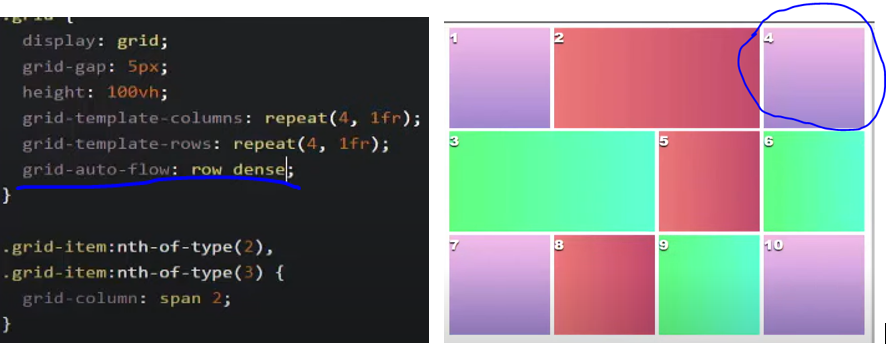 .grid {
display: grid;
grid-gap: 5px;
height: 100vh;
grid-template-columns: repeat(4, 1fr);
grid-template-rows: repeat(4, 1fr);
grid-auto-flow: row dense;
}
.grid-item:nth-of-type(2),
.grid-item:nth-of-type(3) {
grid-column: span 2;
}
1 2 4
3 5 6
7 8 9 10